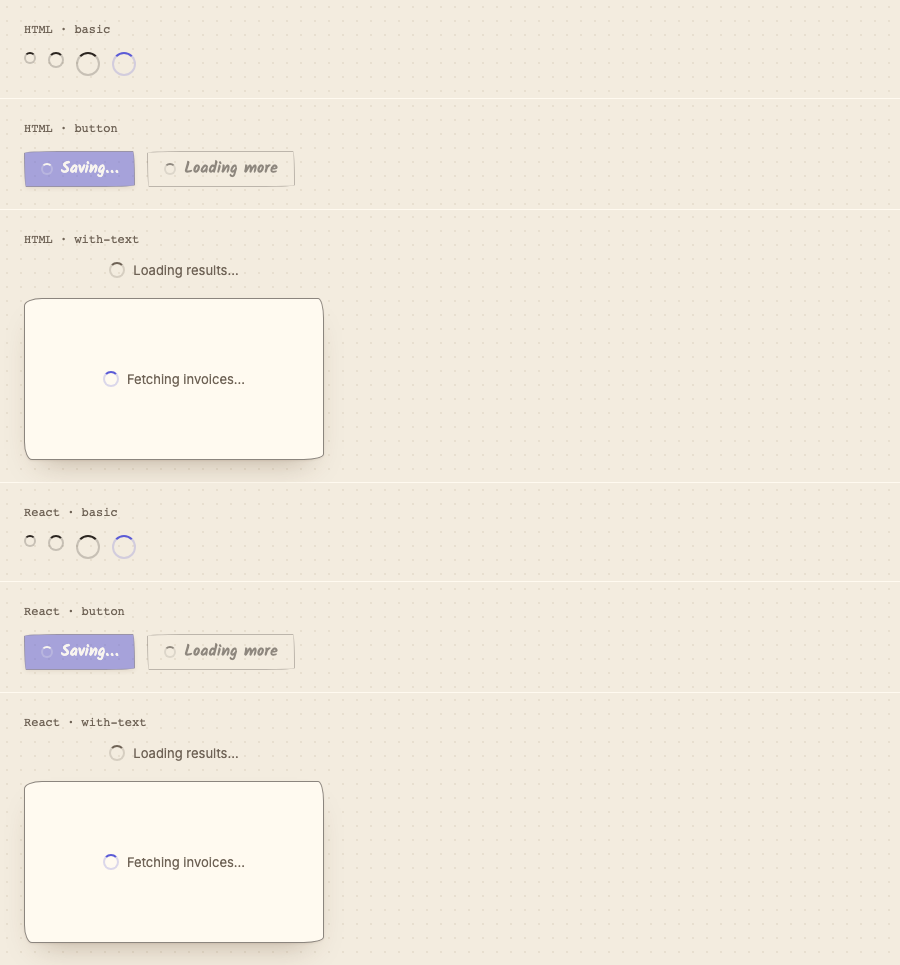 HTML · basic
HTML · button
Saving...
Loading more
HTML · with-text
Loading results...
Fetching invoices...
React · basic
React · button
Saving...
Loading more
React · with-text
Loading results...
Fetching invoices...